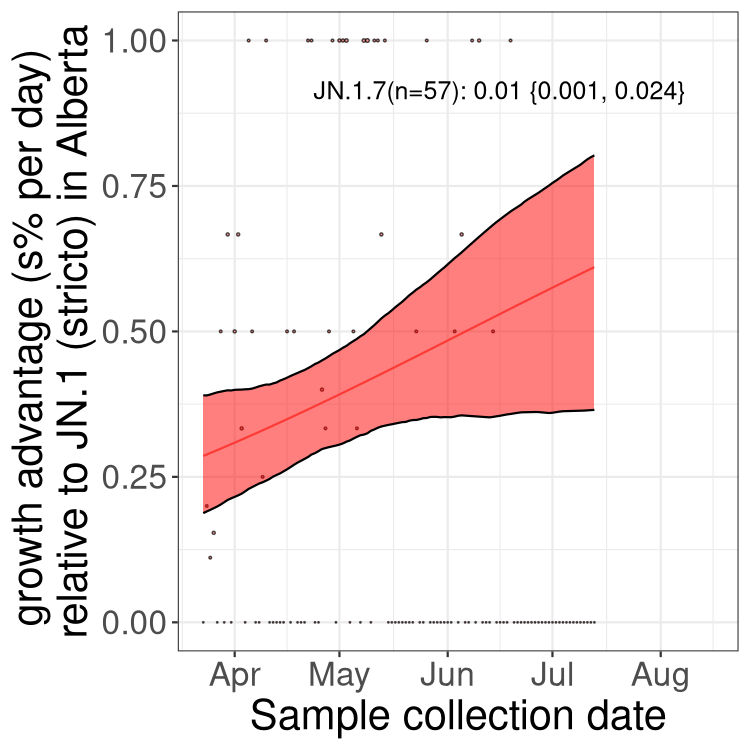 growth advantage (s% per day)
relative to JN.1 (stricto) in Alberta
1.00
0.75
0.50
0.25
0.00
JN.1.7(n=57): 0.01 {0.001, 0.024}
Apr May Jun Jul Aug
Sample collection date